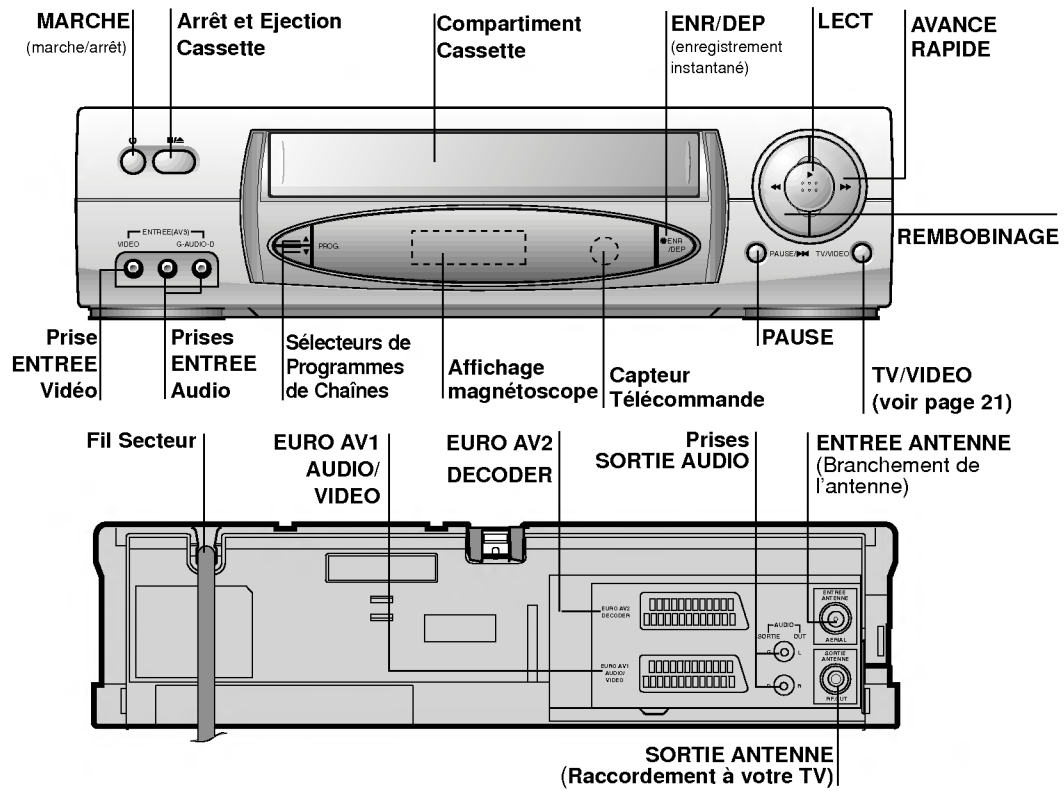 MARCHE
(marche/arrêt)
Arrêt et Ejection
Cassette
Compartiment
Cassette
ENR/DEP
(enregistrement
instantané)
LECT
AVANCE
RAPIDE
ENTREE(AV3)
VIDEO
G-AUDIO-D
PROG.
ENR
/DEP
PAUSE/
TV/VIDEO
REMBOBINAGE
Prise
ENTREE
Vidéo
Prises
ENTREE
Audio
Sélecteurs de
Programmes
de Chaînes
Affichage
magnétoscope
Capteur
Télécommande
PAUSE
TV/VIDEO
(voir page 21)
Fil Secteur
EURO AV1
AUDIO/
VIDEO
EURO AV2
DECODER
Prises
SORTIE AUDIO
ENTREE ANTENNE
(Branchement de
l'antenne)
EURO AV2
DECODER
EURO AV1
AUDIO/
VIDEO
AUDIO
SORTIE OUT
G L
D R
ENTREE
ANTENNE
AERIAL
SORTIE
ANTENNE
RF.OUT
SORTIE ANTENNE
(Raccordement à votre TV)